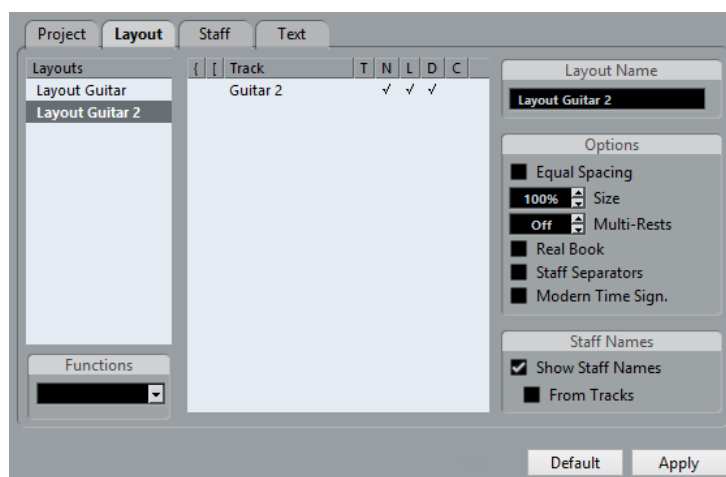 Project Layout Staff Text
Layouts
Layout Guitar
Layout Guitar 2
Functions
{ [ Track T N L D C
Guitar 2 √ √ √
Layout Name
Layout Guitar 2
Options
Equal Spacing
100% Size
Off Multi-Rests
Real Book
Staff Separators
Modern Time Sign.
Staff Names
Show Staff Names
From Tracks
Default Apply